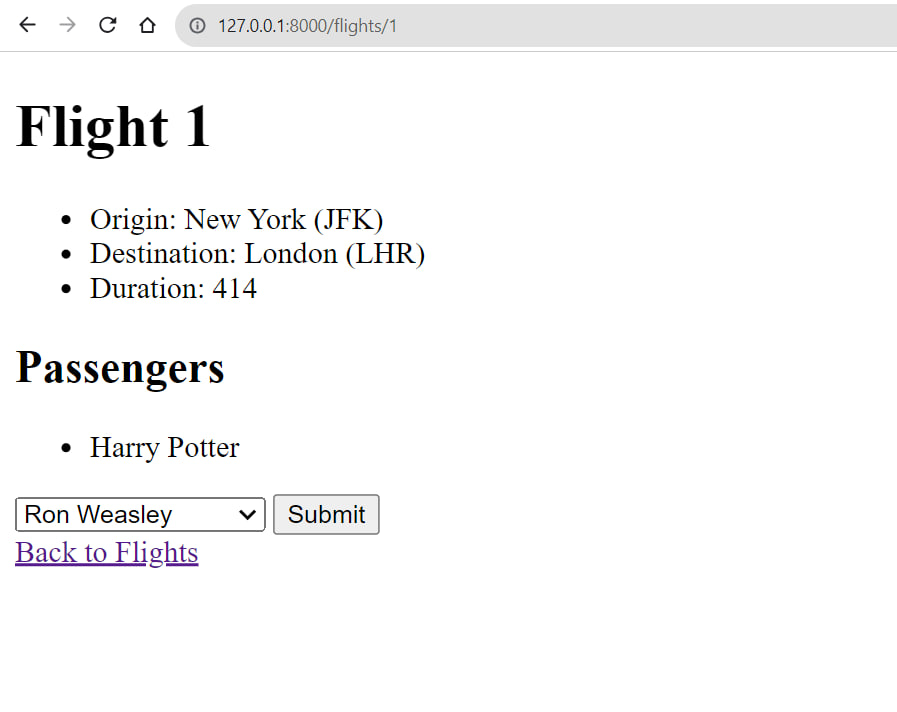 127.0.0.1:8000/flights/1
Flight 1
Origin: New York (JFK)
Destination: London (LHR)
Duration: 414
Passengers
Harry Potter
Ron Weasley Submit
Back to Flights